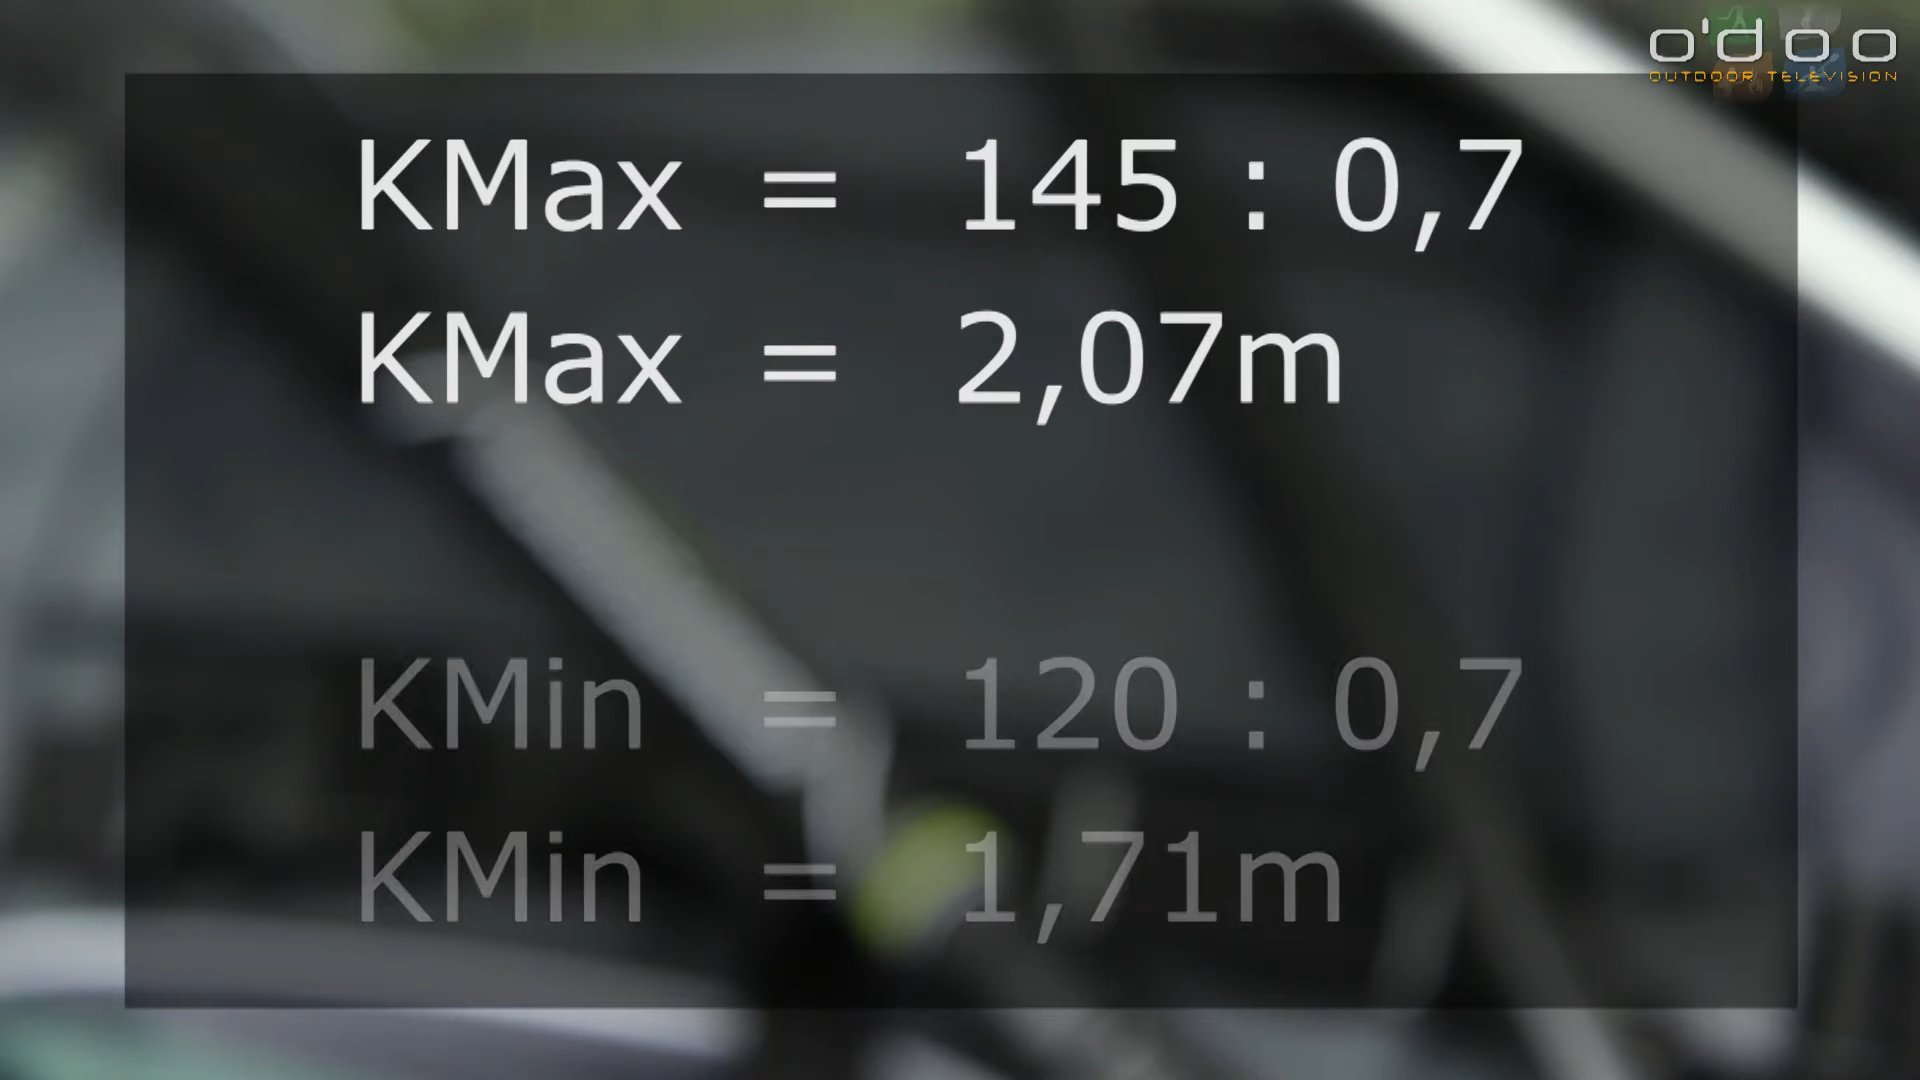 o'doo
OUTDOOR TELEVISION
KMax = 145 : 0,7
KMax = 2,07m
KMin = 120 : 0,7
KMin = 1,71m